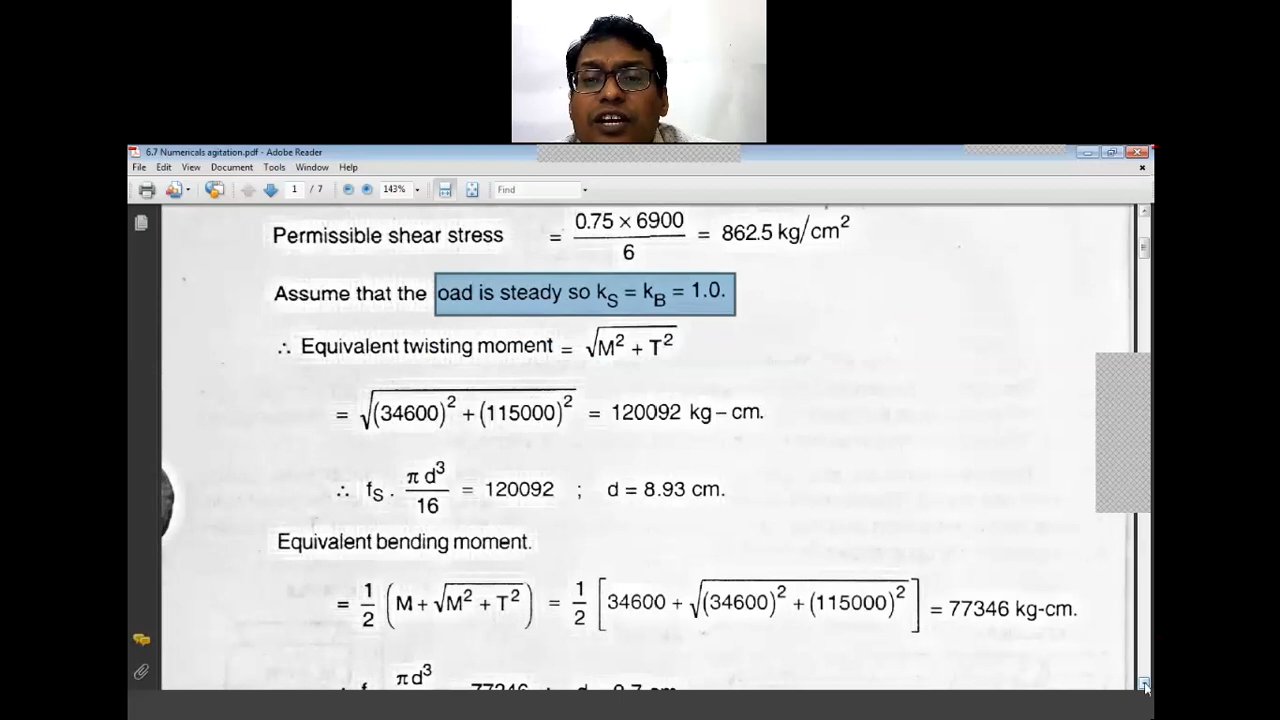 6.7 Numericals agitation.pdf - Adobe Reader
File Edit View Document Tools Window Help
1 / 7 143% Find
Permissible shear stress = 0.75 × 6900 / 6 = 862.5 kg/cm²
Assume that the oad is steady so kS = kB = 1.0.
∴ Equivalent twisting moment = √(M² + T²)
= √((34600)² + (115000)²) = 120092 kg – cm.
∴ fS . π d³ / 16 = 120092 ; d = 8.93 cm.
Equivalent bending moment.
= 1/2 (M + √(M² + T²)) = 1/2 [34600 + √((34600)² + (115000)²)] = 77346 kg-cm.
π d³